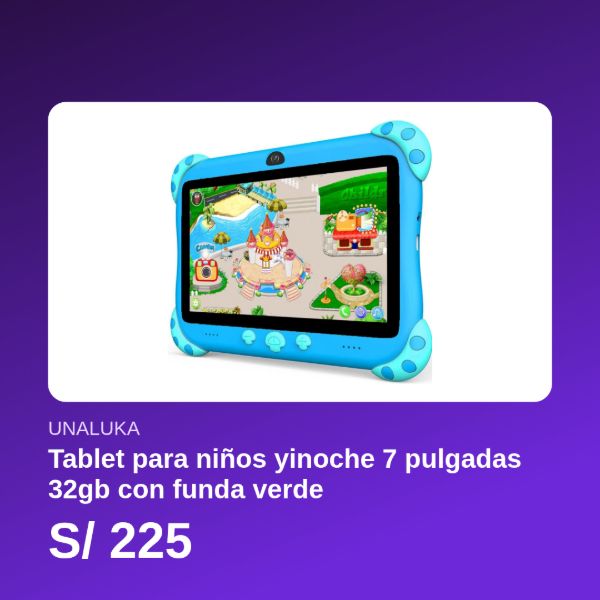 UNALUKA
Tablet para niños yinoche 7 pulgadas
32gb con funda verde
S/ 225